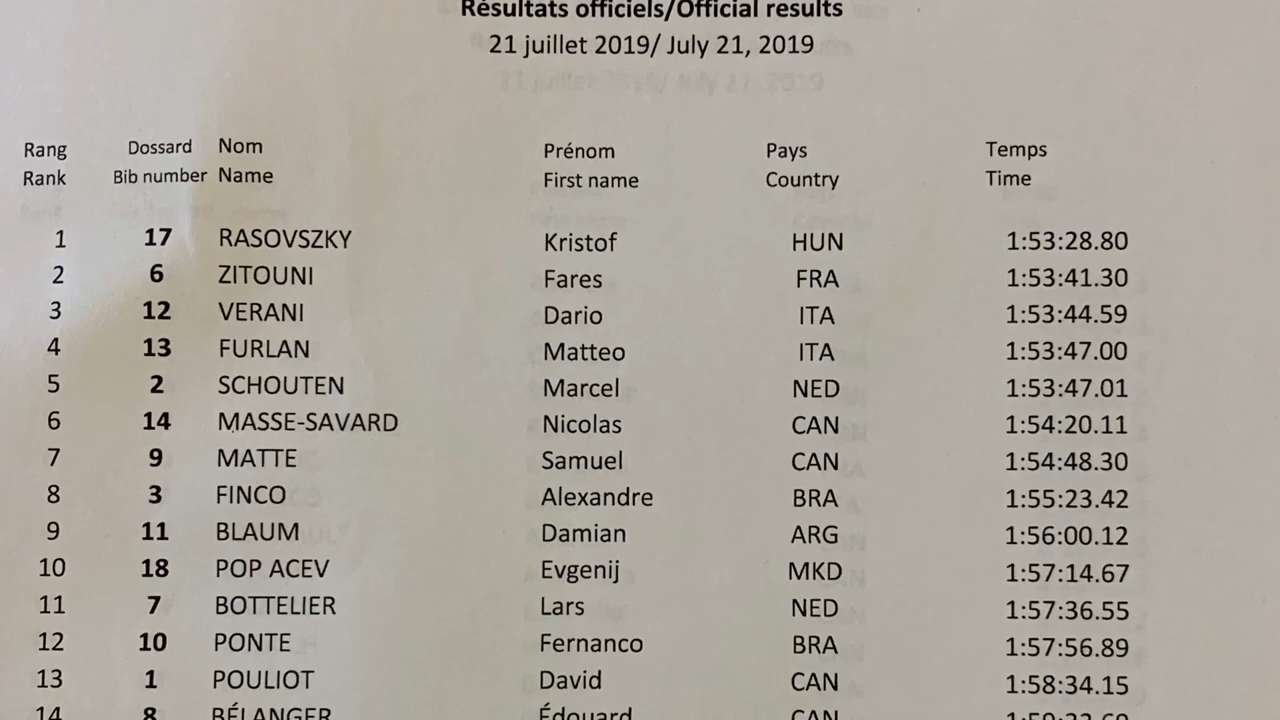 Résultats officiels/Official results
21 juillet 2019/ July 21, 2019
Rang Dossard Nom Prénom Pays Temps
Rank Bib number Name First name Country Time
1 17 RASOVSZKY Kristof HUN 1:53:28.80
2 6 ZITOUNI Fares FRA 1:53:41.30
3 12 VERANI Dario ITA 1:53:44.59
4 13 FURLAN Matteo ITA 1:53:47.00
5 2 SCHOUTEN Marcel NED 1:53:47.01
6 14 MASSE-SAVARD Nicolas CAN 1:54:20.11
7 9 MATTE Samuel CAN 1:54:48.30
8 3 FINCO Alexandre BRA 1:55:23.42
9 11 BLAUM Damian ARG 1:56:00.12
10 18 POP ACEV Evgenij MKD 1:57:14.67
11 7 BOTTELIER Lars NED 1:57:36.55
12 10 PONTE Fernanco BRA 1:57:56.89
13 1 POULIOT David CAN 1:58:34.15
14 8 BÉLANGER Édouard CAN